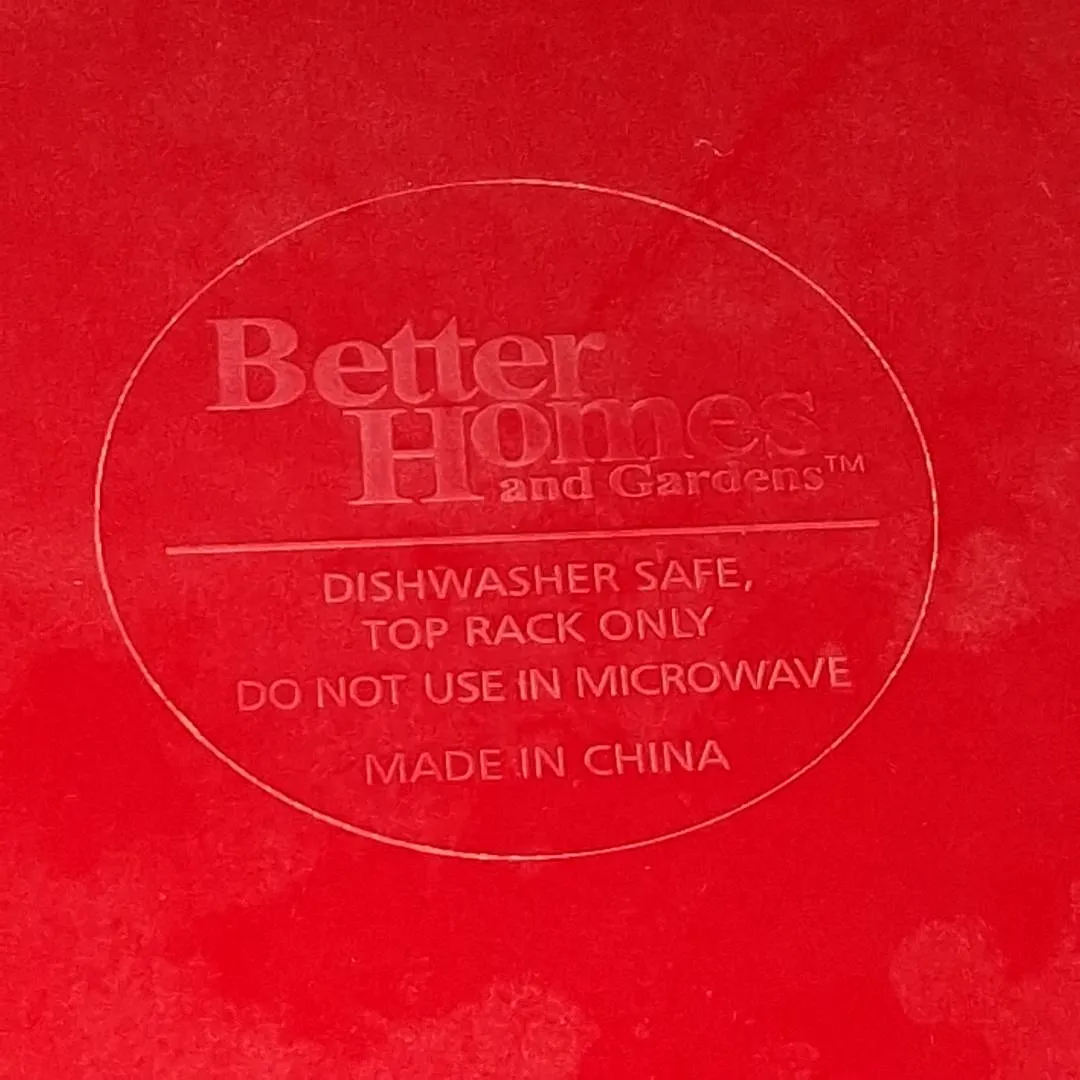 Better
Homes
and Gardens™
DISHWASHER SAFE,
TOP RACK ONLY
DO NOT USE IN MICROWAVE
MADE IN CHINA